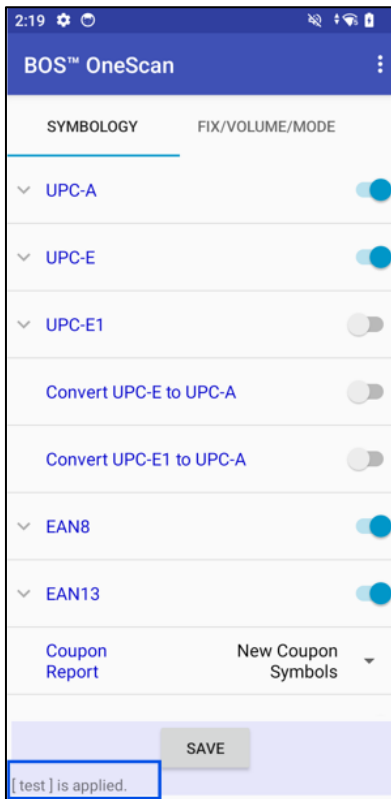 2:19
BOS™ OneScan
SYMBOLOGY FIX/VOLUME/MODE
UPC-A
UPC-E
UPC-E1
Convert UPC-E to UPC-A
Convert UPC-E1 to UPC-A
EAN8
EAN13
Coupon Report
New Coupon Symbols
SAVE
[ test ] is applied.